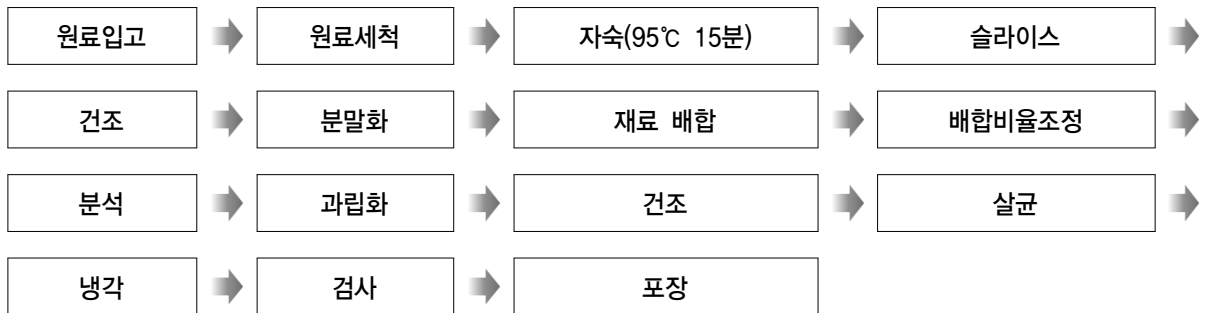 원료입고 원료세척 자숙(95℃ 15분) 슬라이스
건조 분말화 재료 배합 배합비율조정
분석 과립화 건조 살균
냉각 검사 포장